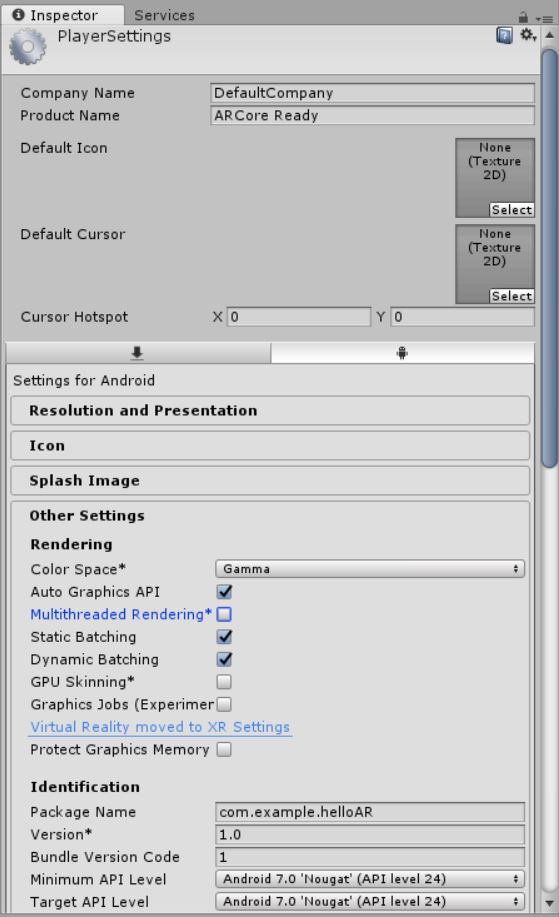 Inspector Services
PlayerSettings
Company Name DefaultCompany
Product Name ARCore Ready
Default Icon None (Texture 2D)
Select
Default Cursor None (Texture 2D)
Select
Cursor Hotspot X 0 Y 0
Settings for Android
Resolution and Presentation
Icon
Splash Image
Other Settings
Rendering
Color Space* Gamma
Auto Graphics API
Multithreaded Rendering*
Static Batching
Dynamic Batching
GPU Skinning*
Graphics Jobs (Experimer
Virtual Reality moved to XR Settings
Protect Graphics Memory
Identification
Package Name com.example.helloAR
Version* 1.0
Bundle Version Code 1
Minimum API Level Android 7.0 'Nougat' (API level 24)
Target API Level Android 7.0 'Nougat' (API level 24)